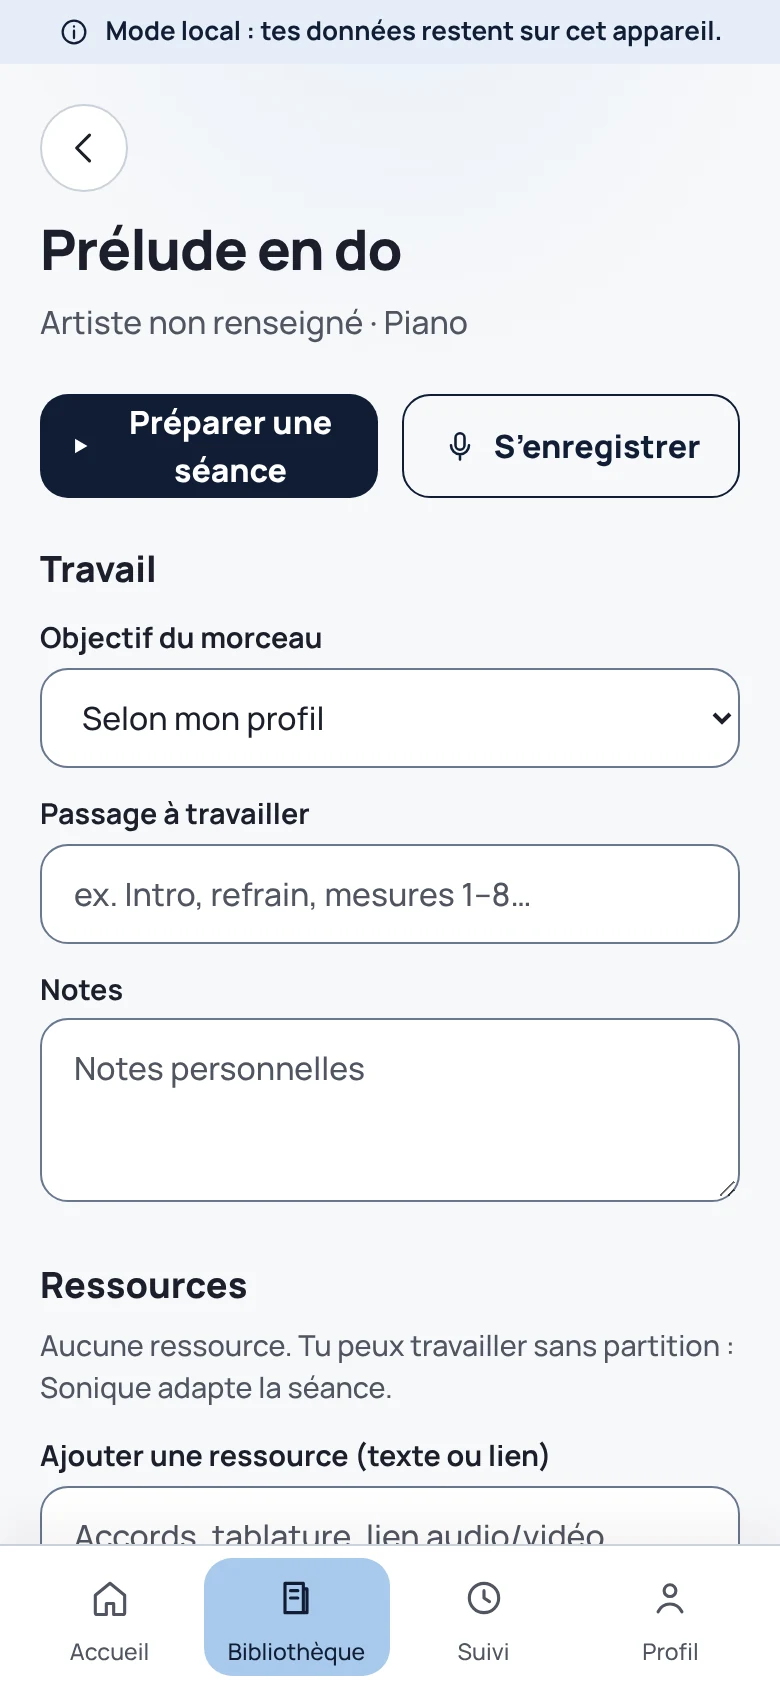 Mode local : tes données restent sur cet appareil.
Prélude en do
Artiste non renseigné · Piano
Préparer une
séance
S’enregistrer
Travail
Objectif du morceau
Selon mon profil
Passage à travailler
ex. Intro, refrain, mesures 1–8…
Notes
Notes personnelles
Ressources
Aucune ressource. Tu peux travailler sans partition :
Sonique adapte la séance.
Ajouter une ressource (texte ou lien)
Accords, tablature, lien audio/vidéo
Accueil
Bibliothèque
Suivi
Profil